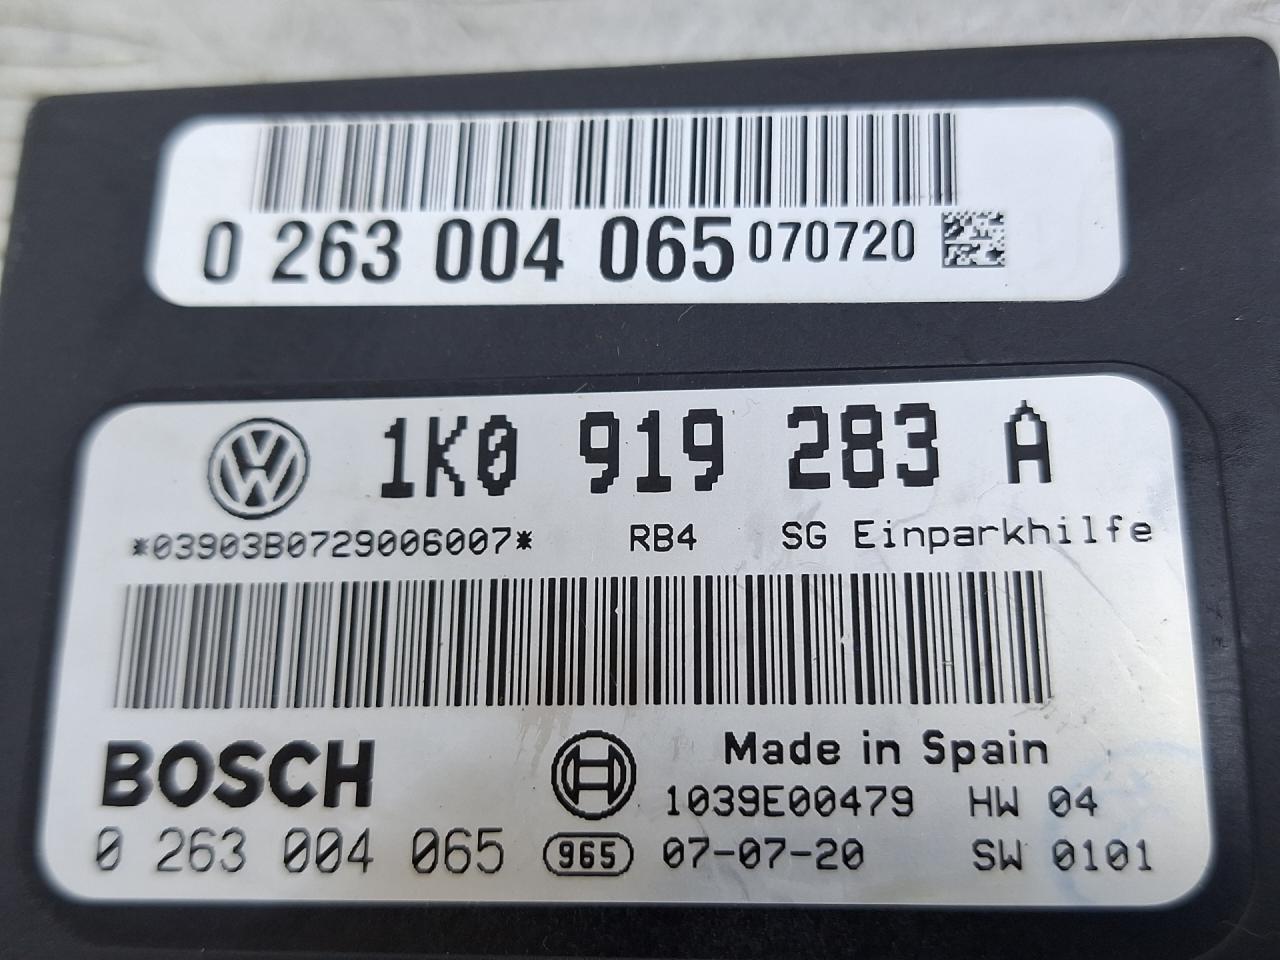 0 263 004 065 070720
1K0 919 283 A
*03903B0729006007* RB4 SG Einparkhilfe
BOSCH Made in Spain
1039E00479 HW 04
0 263 004 065 965 07-07-20 SW 0101